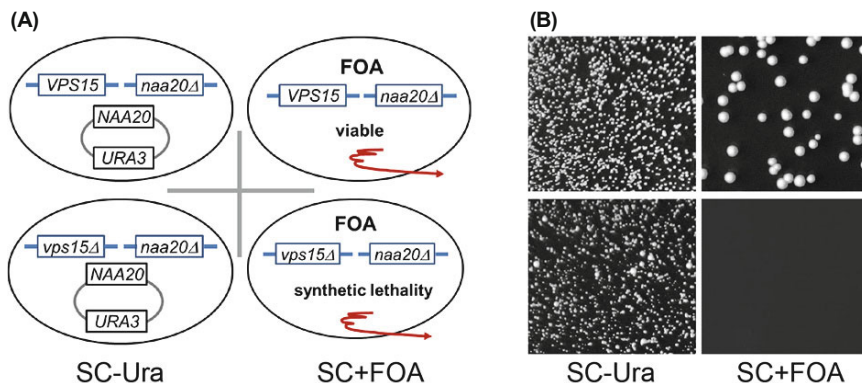 (A)
VPS15 naa20Δ
NAA20
URA3
FOA
VPS15 naa20Δ
viable
vps15Δ naa20Δ
NAA20
URA3
FOA
vps15Δ naa20Δ
synthetic lethality
SC-Ura SC+FOA
(B)
SC-Ura SC+FOA